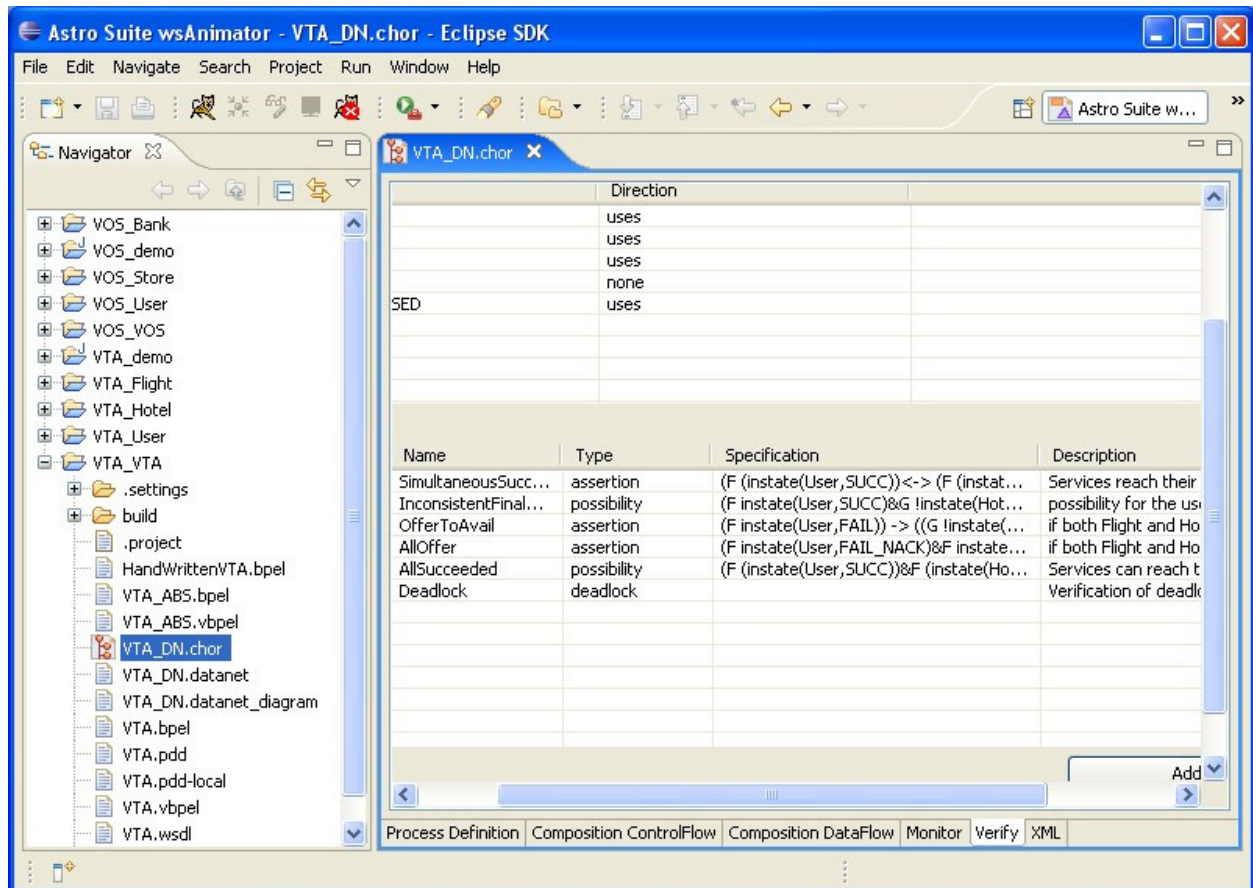 Astro Suite wsAnimator - VTA_DN.chor - Eclipse SDK
File Edit Navigate Search Project Run Window Help
Astro Suite w... »
Navigator
VOS_Bank
VOS_demo
VOS_Store
VOS_User
VOS_VOS
VTA_demo
VTA_Flight
VTA_Hotel
VTA_User
VTA_VTA
.settings
build
.project
HandWrittenVTA.bpel
VTA_ABS.bpel
VTA_ABS.vbpel
VTA_DN.chor
VTA_DN.datanet
VTA_DN.datanet_diagram
VTA.bpel
VTA.pdd
VTA.pdd-local
VTA.vbpel
VTA.wsdl
VTA_DN.chor
Direction
uses
uses
uses
none
SED uses
Name Type Specification Description
SimultaneousSucc... assertion (F (instate(User,SUCC))<-> (F (instat... Services reach their
InconsistentFinal... possibility (F (instate(User,SUCC)&G !instate(Hot... possibility for the us
OfferToAvail assertion (F instate(User,FAIL)) -> ((G !instate(... if both Flight and Ho
AllOffer assertion (F instate(User,FAIL_NACK)&F instate... if both Flight and Ho
AllSucceeded possibility (F (instate(User,SUCC))&F (instate(Ho... Services can reach t
Deadlock deadlock Verification of deadl
Add
Process Definition Composition ControlFlow Composition DataFlow Monitor Verify XML